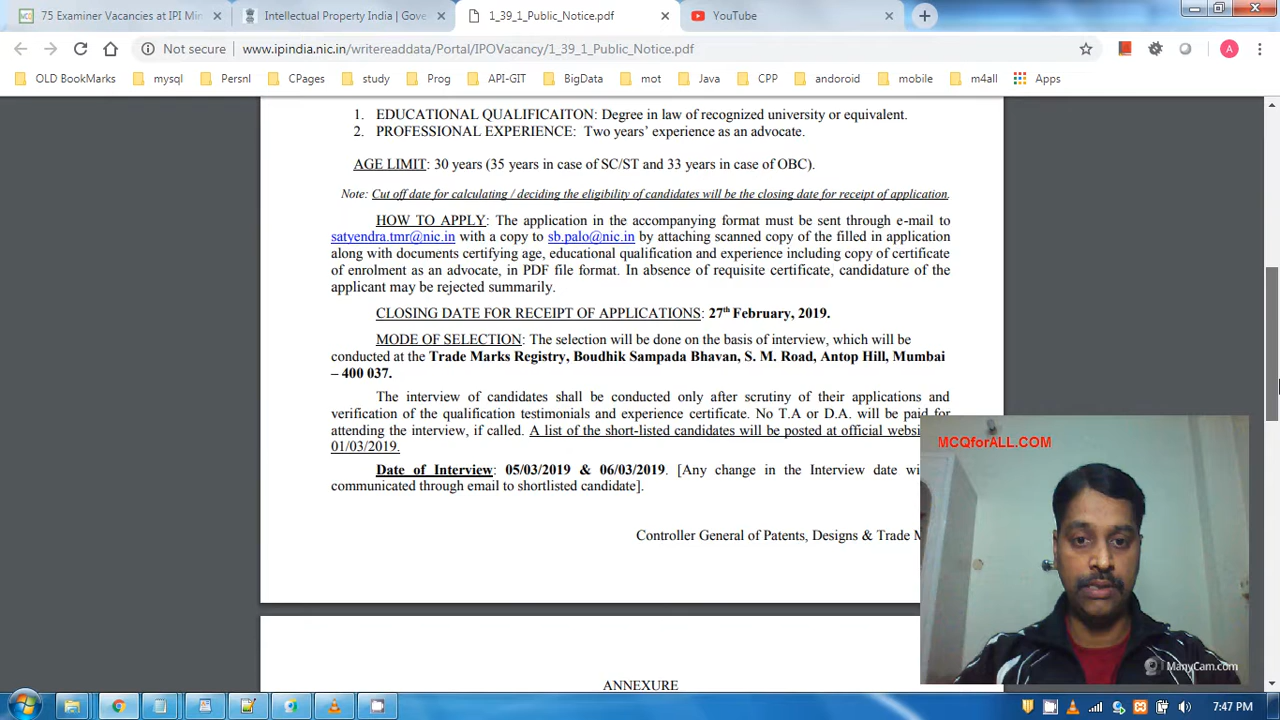 75 Examiner Vacancies at IPI Min
Intellectual Property India | Gove
1_39_1_Public_Notice.pdf
YouTube
Not secure
www.ipindia.nic.in/writereaddata/Portal/IPOVacancy/1_39_1_Public_Notice.pdf
A
OLD BookMarks
mysql
Persnl
CPages
study
Prog
API-GIT
BigData
mot
Java
CPP
andoroid
mobile
m4all
Apps
1. EDUCATIONAL QUALIFICAITON: Degree in law of recognized university or equivalent.
2. PROFESSIONAL EXPERIENCE: Two years’ experience as an advocate.
AGE LIMIT: 30 years (35 years in case of SC/ST and 33 years in case of OBC).
Note: Cut off date for calculating / deciding the eligibility of candidates will be the closing date for receipt of application.
HOW TO APPLY: The application in the accompanying format must be sent through e-mail to
satyendra.tmr@nic.in with a copy to sb.palo@nic.in by attaching scanned copy of the filled in application
along with documents certifying age, educational qualification and experience including copy of certificate
of enrolment as an advocate, in PDF file format. In absence of requisite certificate, candidature of the
applicant may be rejected summarily.
CLOSING DATE FOR RECEIPT OF APPLICATIONS: 27th February, 2019.
MODE OF SELECTION: The selection will be done on the basis of interview, which will be
conducted at the Trade Marks Registry, Boudhik Sampada Bhavan, S. M. Road, Antop Hill, Mumbai
– 400 037.
The interview of candidates shall be conducted only after scrutiny of their applications and
verification of the qualification testimonials and experience certificate. No T.A or D.A. will be paid for
attending the interview, if called. A list of the short-listed candidates will be posted at official websi
01/03/2019.
Date of Interview: 05/03/2019 & 06/03/2019. [Any change in the Interview date wi
communicated through email to shortlisted candidate].
Controller General of Patents, Designs & Trade M
ANNEXURE
MCQforALL.COM
ManyCam.com
7:47 PM